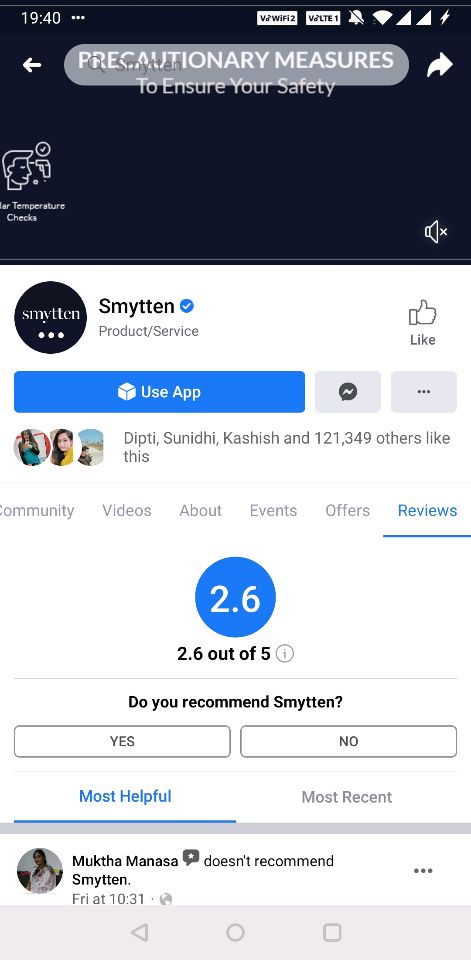 19:40
VoWiFi2 VoLTE1
PRECAUTIONARY MEASURES
Smytten
To Ensure Your Safety
lar Temperature
Checks
smytten
Smytten
Product/Service
Like
Use App
Dipti, Sunidhi, Kashish and 121,349 others like
this
Community Videos About Events Offers Reviews
2.6
2.6 out of 5
Do you recommend Smytten?
YES NO
Most Helpful Most Recent
Muktha Manasa doesn't recommend
Smytten.
Fri at 10:31 ·